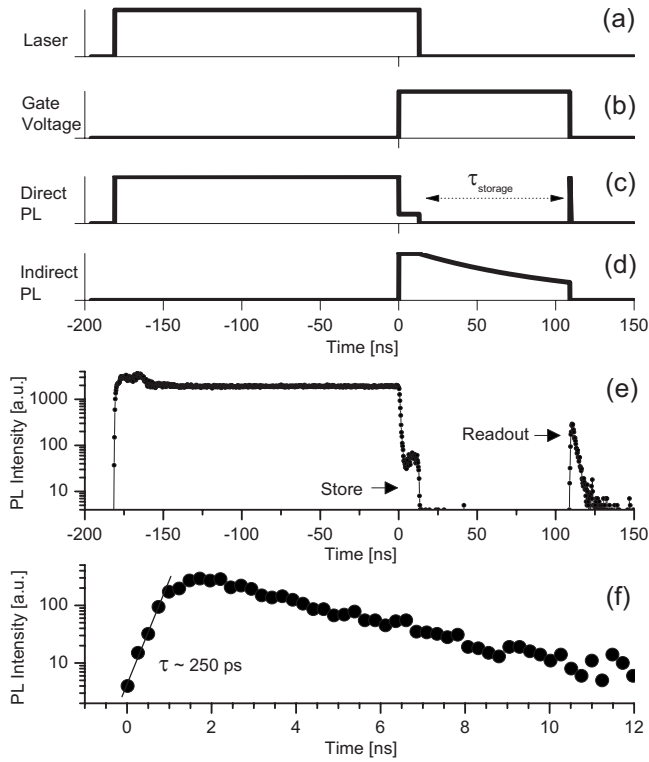 (a)
Laser
(b)
Gate
Voltage
(c)
Direct
PL
τstorage
(d)
Indirect
PL
-200 -150 -100 -50 0 50 100 150
Time [ns]
(e)
PL Intensity [a.u.]
1000
100
10
Readout
Store
-200 -150 -100 -50 0 50 100 150
Time [ns]
(f)
PL Intensity [a.u.]
100
10
τ ~ 250 ps
0 2 4 6 8 10 12
Time [ns]